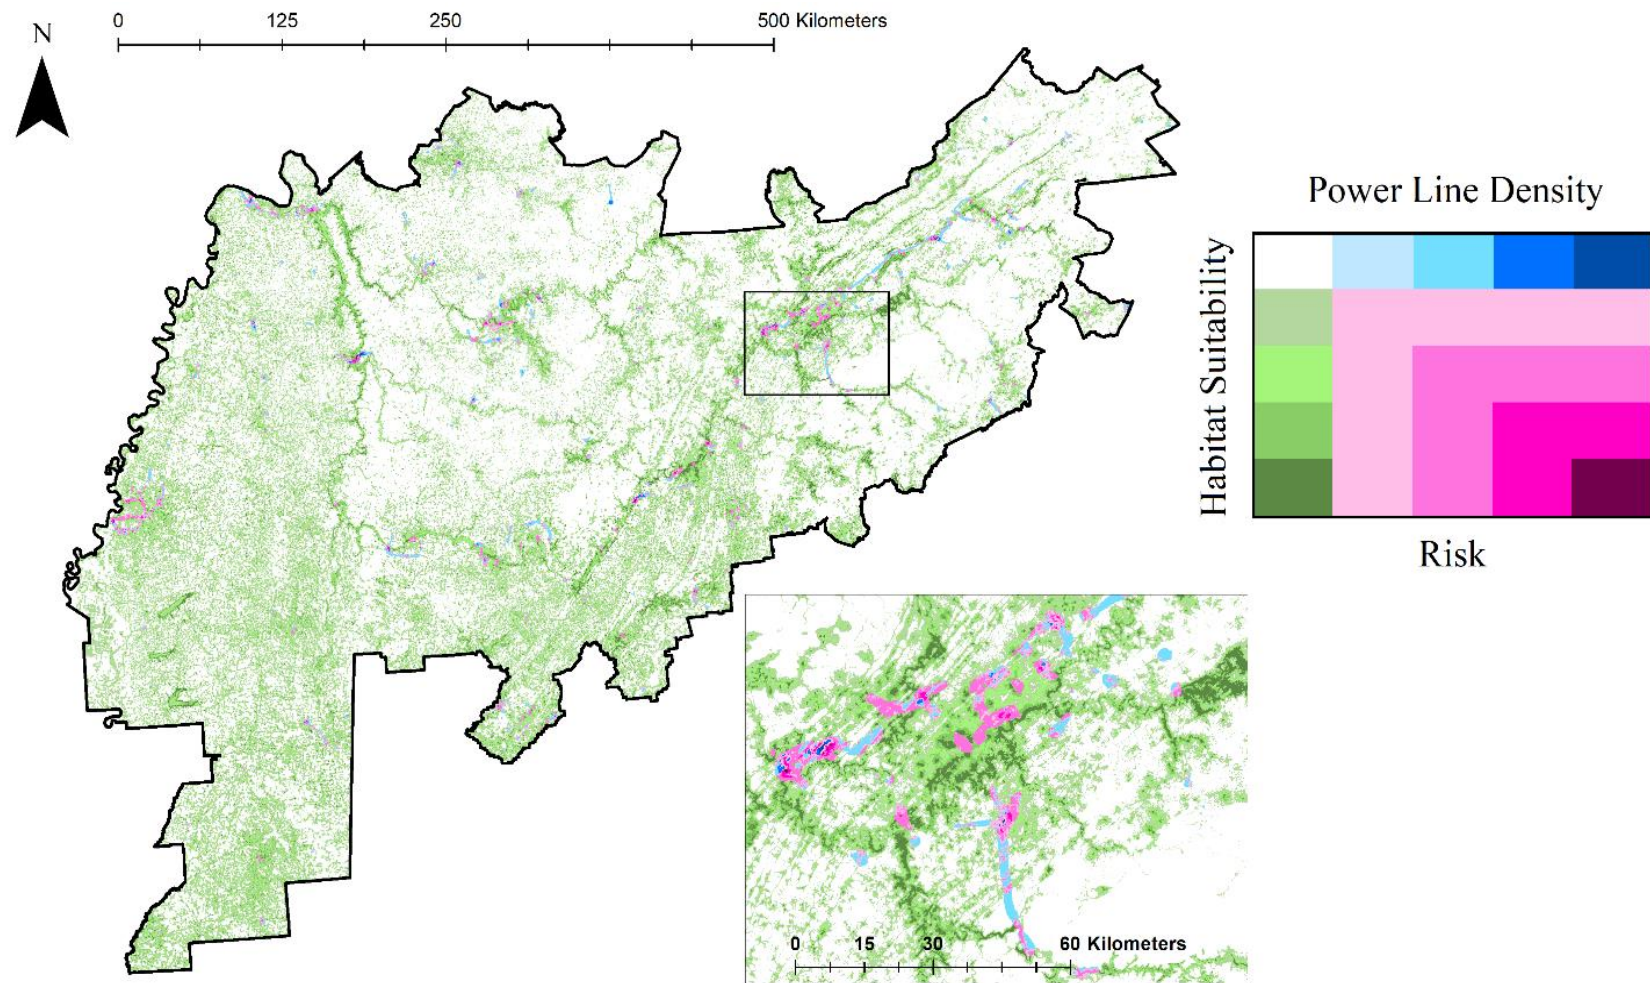 0 125 250 500 Kilometers
N
Power Line Density
Habitat Suitability
Risk
0 15 30 60 Kilometers